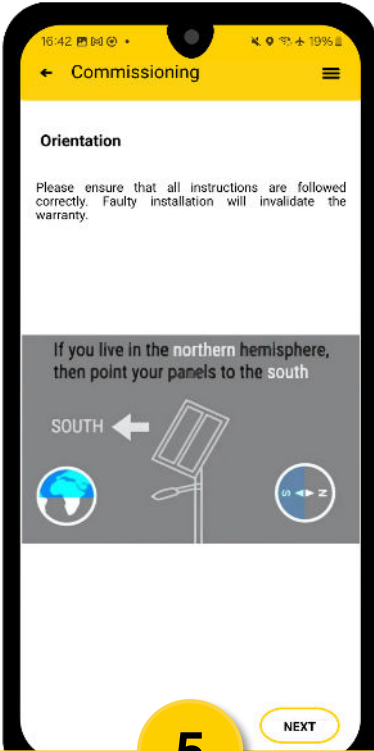 16:42
19%
Commissioning
Orientation
Please ensure that all instructions are followed
correctly. Faulty installation will invalidate the
warranty.
If you live in the northern hemisphere,
then point your panels to the south
SOUTH
S N
NEXT
5